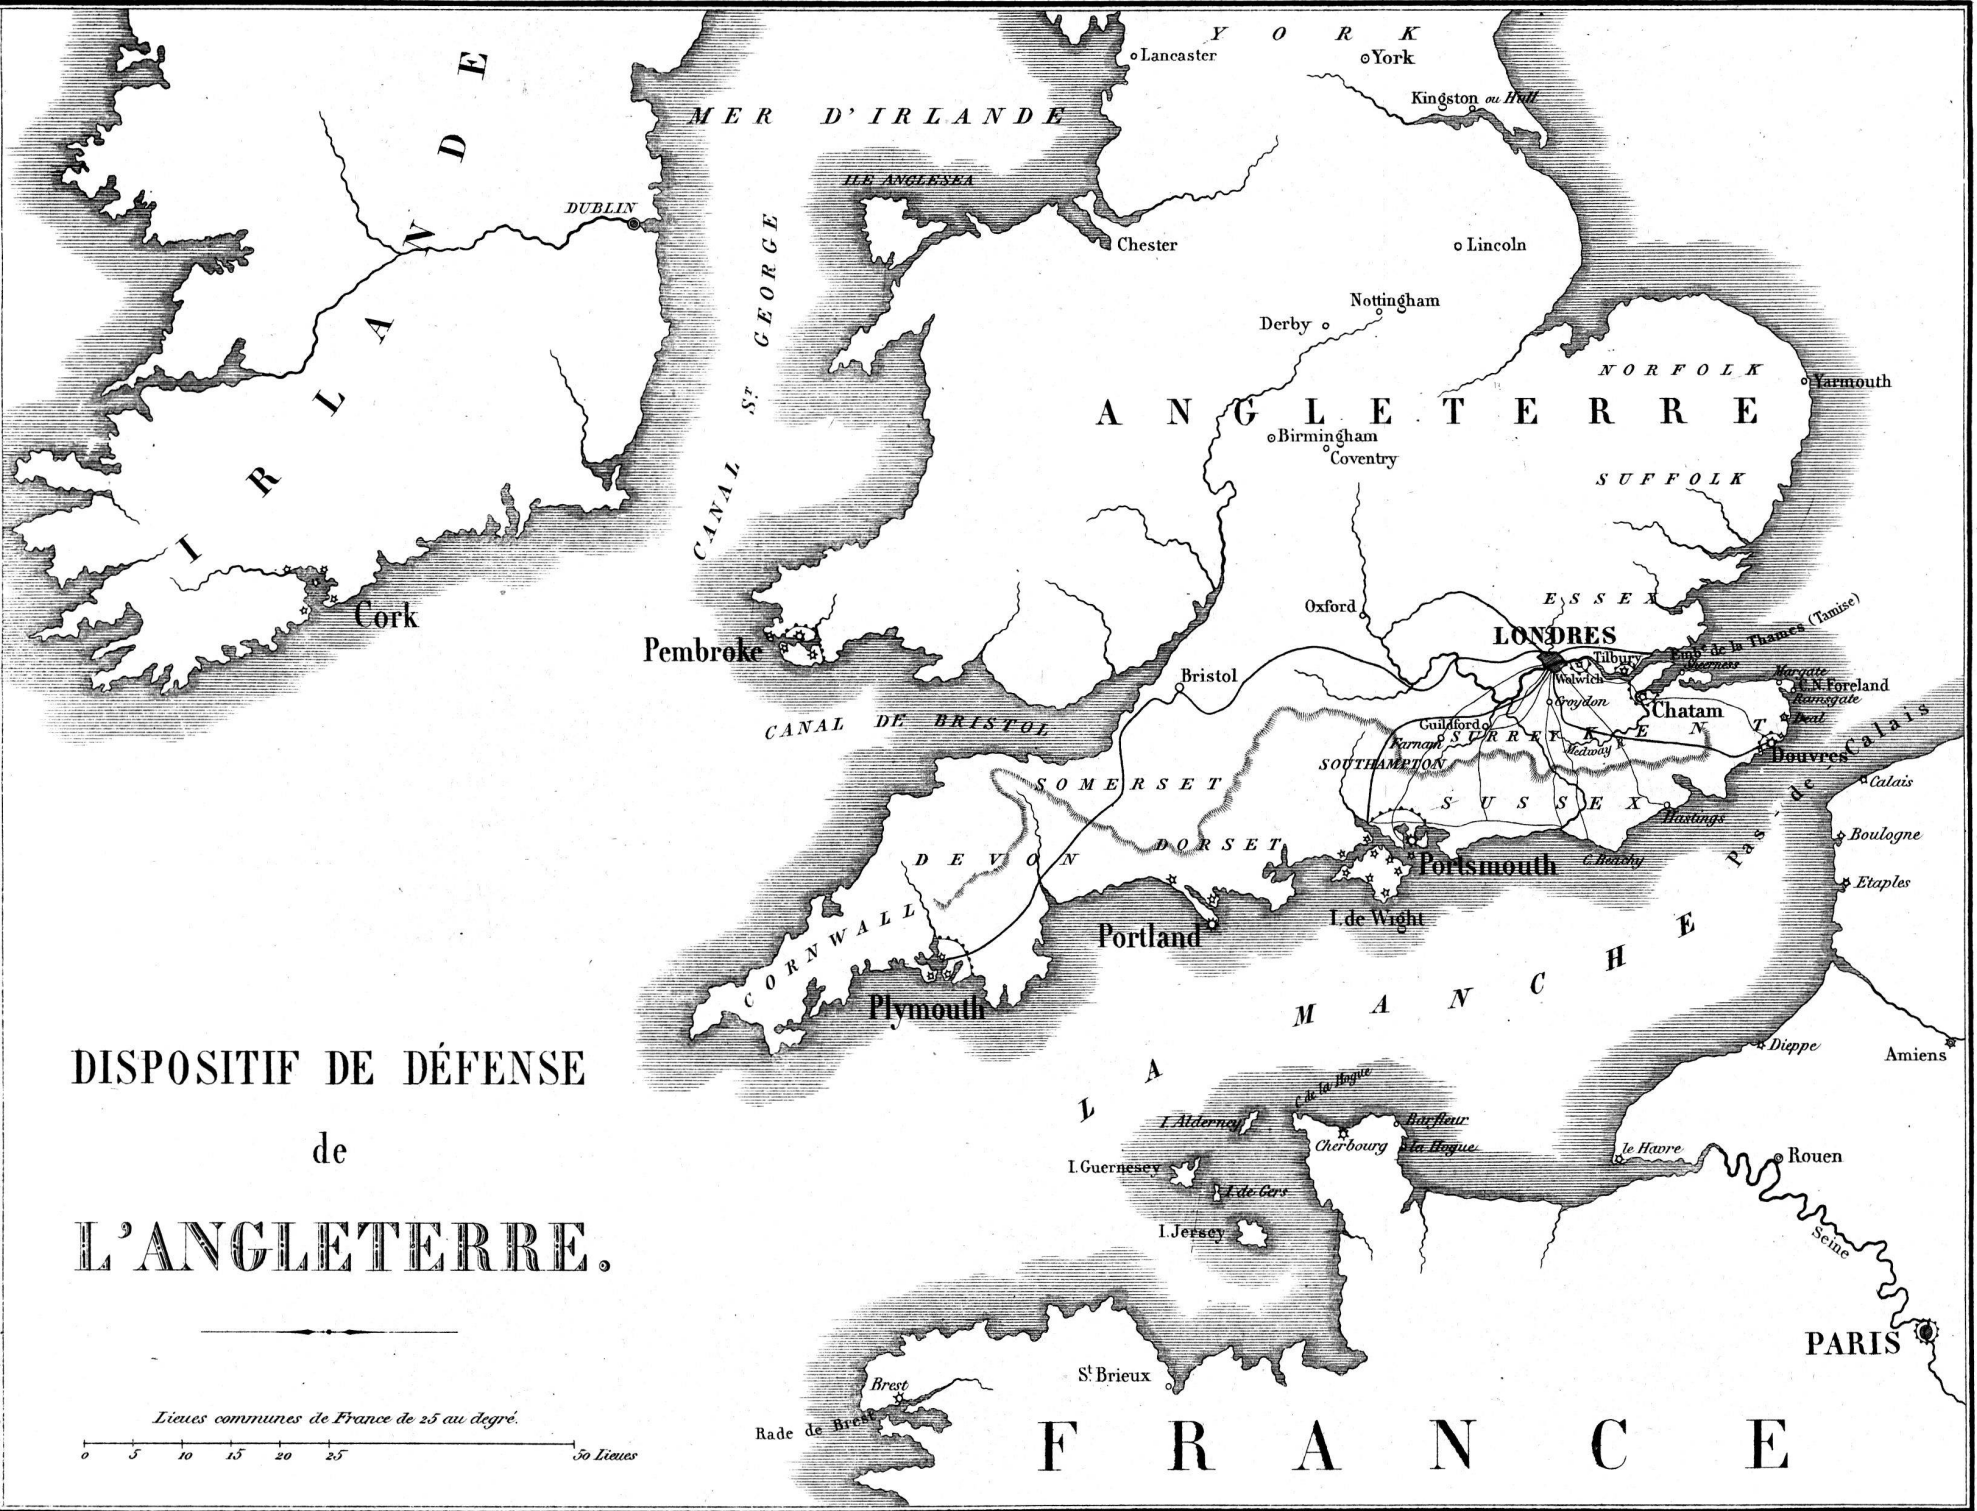 Y O R K
Lancaster
York
Kingston ou Hull
MER D'IRLANDE
ILE ANGLESEA
DUBLIN
IRLANDE
CANAL St GEORGE
Chester
Lincoln
Nottingham
Derby
NORFOLK
Yarmouth
ANGLETERRE
Birmingham
Coventry
SUFFOLK
Cork
Pembroke
Oxford
ESSEX
LONDRES
Embre de la Thames (Tamise)
Tilbury
Sheerness
Wolwich
Margate
C.N. Foreland
Ramsgate
Bristol
Croydon
Chatam
Deal
CANAL DE BRISTOL
Guildford
SURREY
KENT
Farnam
Medway R
Douvres
SOUTHAMPTON
Pas-de-Calais
Calais
SOMERSET
SUSSEX
Hastings
Boulogne
DEVON
DORSET
Portsmouth
C. Beachy
Etaples
CORNWALL
Portland
I. de Wight
Plymouth
LA MANCHE
DISPOSITIF DE DÉFENSE
de
L'ANGLETERRE.
Dieppe
Amiens
C. de la Hogue
I. Alderney
Barfleur
Cherbourg
la Hogue
le Havre
Rouen
I. Guernesey
I. de Cers
I. Jersey
Seine
PARIS
St Brieux
Brest
Rade de Brest
FRANCE
Lieues communes de France de 25 au degré.
0 5 10 15 20 25 50 Lieues